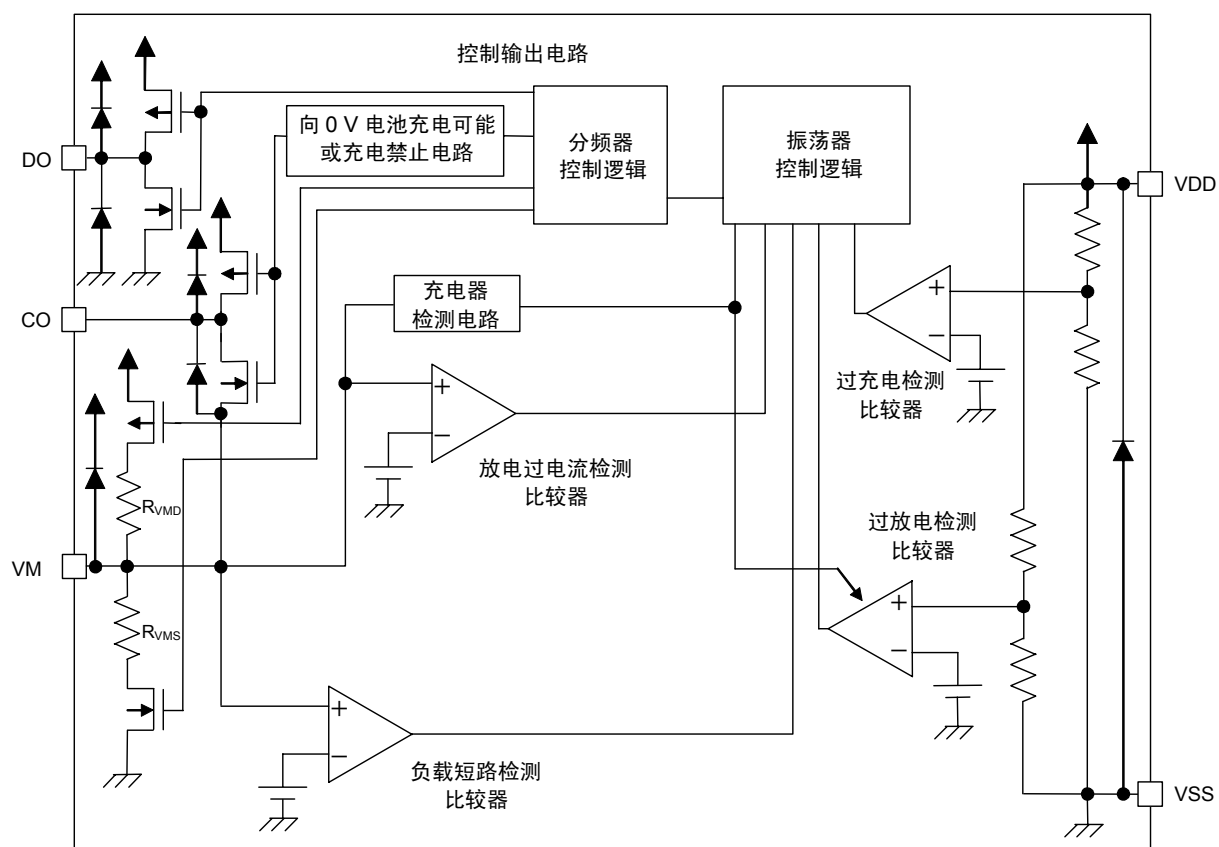 控制输出电路
向 0 V 电池充电可能
或充电禁止电路
分频器
控制逻辑
振荡器
控制逻辑
DO
VDD
充电器
检测电路
CO
+
−
过充电检测
比较器
+
−
放电过电流检测
比较器
RVMD
过放电检测
比较器
VM
+
−
RVMS
+
−
负载短路检测
比较器
VSS